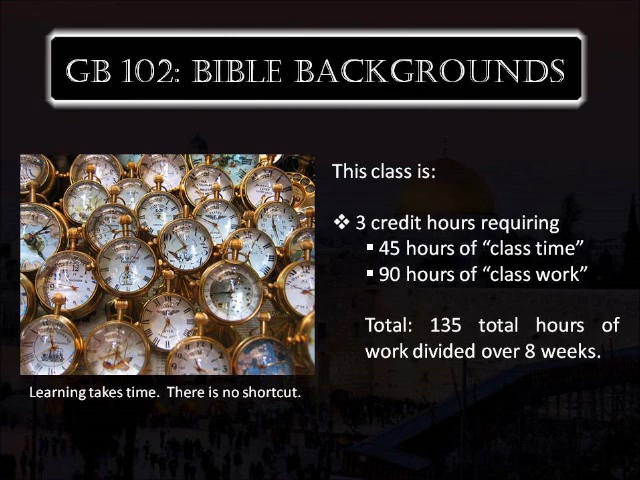 GB 102: BIBLE BACKGROUNDS
This class is:
❖ 3 credit hours requiring
▪ 45 hours of “class time”
▪ 90 hours of “class work”
Total: 135 total hours of
work divided over 8 weeks.
Learning takes time.  There is no shortcut.